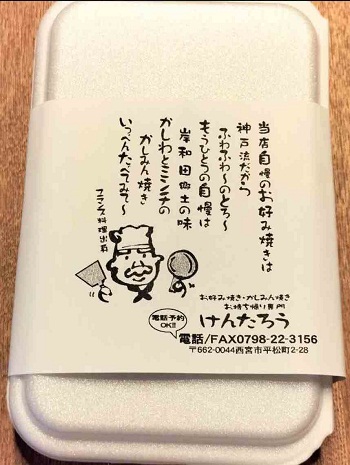 当店自慢のお好み焼きは
神戸流だから
ふわふわ〜のとろ〜
もうひとつの自慢は
岸和田郷土の味
かしわとミンチの
かしみん焼き
いっぺんたべてみて〜
フランス料理出身
お好み焼き・かしみん焼き
お持ち帰り専門
けんたろう
電話予約
OK!!
電話/FAX0798-22-3156
〒662-0044西宮市平松町2-28